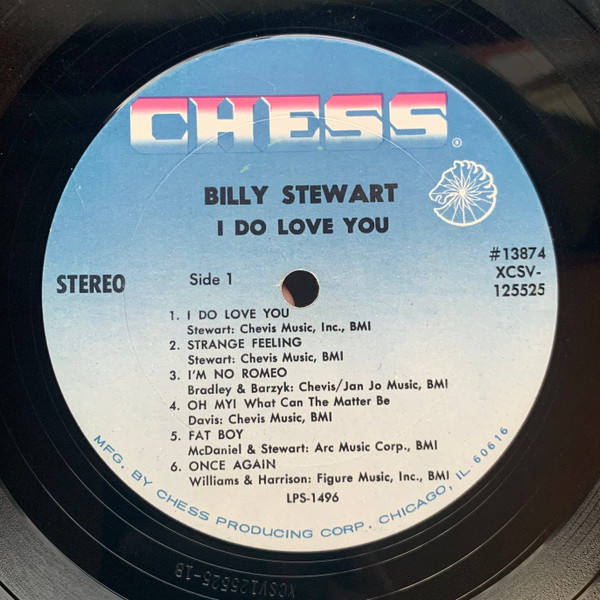 CHESS®
BILLY STEWART
I DO LOVE YOU
STEREO
Side 1
#13874
XCSV-
125525
1. I DO LOVE YOU
Stewart: Chevis Music, Inc., BMI
2. STRANGE FEELING
Stewart: Chevis Music, BMI
3. I'M NO ROMEO
Bradley & Barzyk: Chevis/Jan Jo Music, BMI
4. OH MY! What Can The Matter Be
Davis: Chevis Music, BMI
5. FAT BOY
McDaniel & Stewart: Arc Music Corp., BMI
6. ONCE AGAIN
Williams & Harrison: Figure Music, Inc., BMI
LPS-1496
MFG. BY CHESS PRODUCING CORP., CHICAGO, IL 60616
XCSV125525-1B